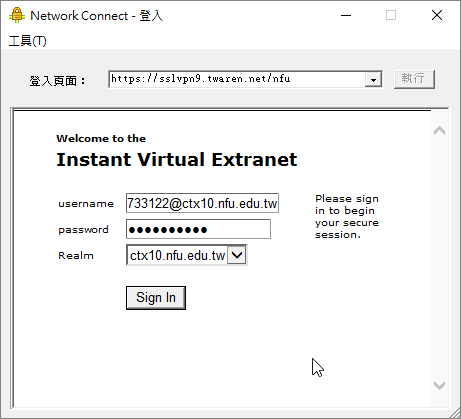 Network Connect - 登入
工具(T)
登入頁面： https://sslvpn9.twaren.net/nfu 執行
Welcome to the
Instant Virtual Extranet
username 733122@ctx10.nfu.edu.tw
password ●●●●●●●●●●
Realm ctx10.nfu.edu.tw
Sign In
Please sign
in to begin
your secure
session.